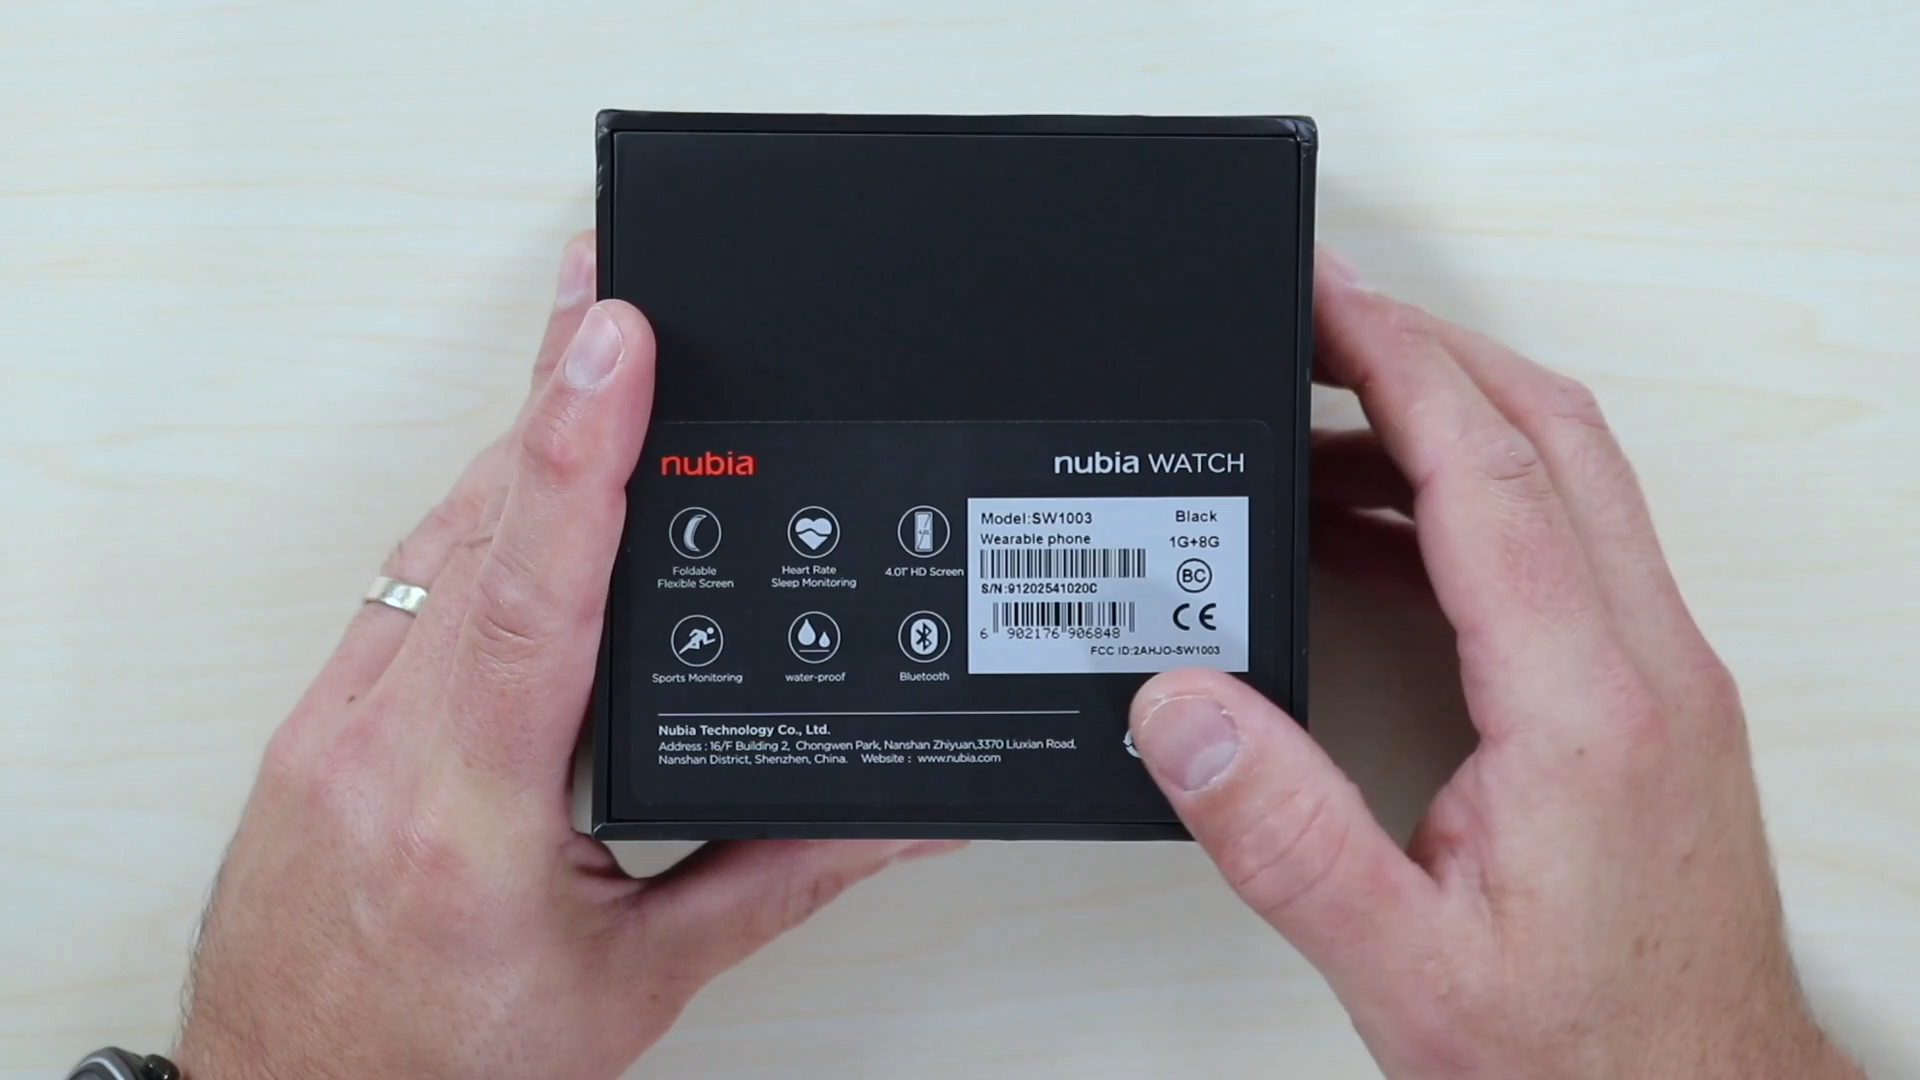 nubia
nubia WATCH
Foldable
Flexible Screen
Heart Rate
Sleep Monitoring
4.01" HD Screen
Sports Monitoring
water-proof
Bluetooth
Model:SW1003
Black
Wearable phone
1G+8G
BC
S/N:91202541020C
CE
6 902176 906848
FCC ID:2AHJO-SW1003
Nubia Technology Co., Ltd.
Address : 16/F Building 2, Chongwen Park, Nanshan Zhiyuan,3370 Liuxian Road,
Nanshan District, Shenzhen, China. Website : www.nubia.com